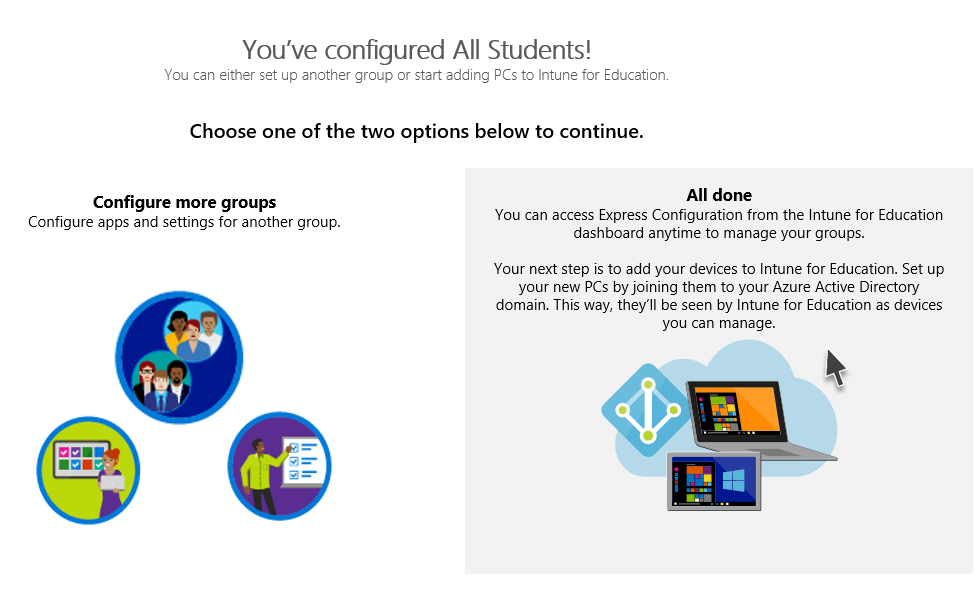 You’ve configured All Students!
You can either set up another group or start adding PCs to Intune for Education.
Choose one of the two options below to continue.
Configure more groups
Configure apps and settings for another group.
All done
You can access Express Configuration from the Intune for Education
dashboard anytime to manage your groups.
Your next step is to add your devices to Intune for Education. Set up
your new PCs by joining them to your Azure Active Directory
domain. This way, they’ll be seen by Intune for Education as devices
you can manage.